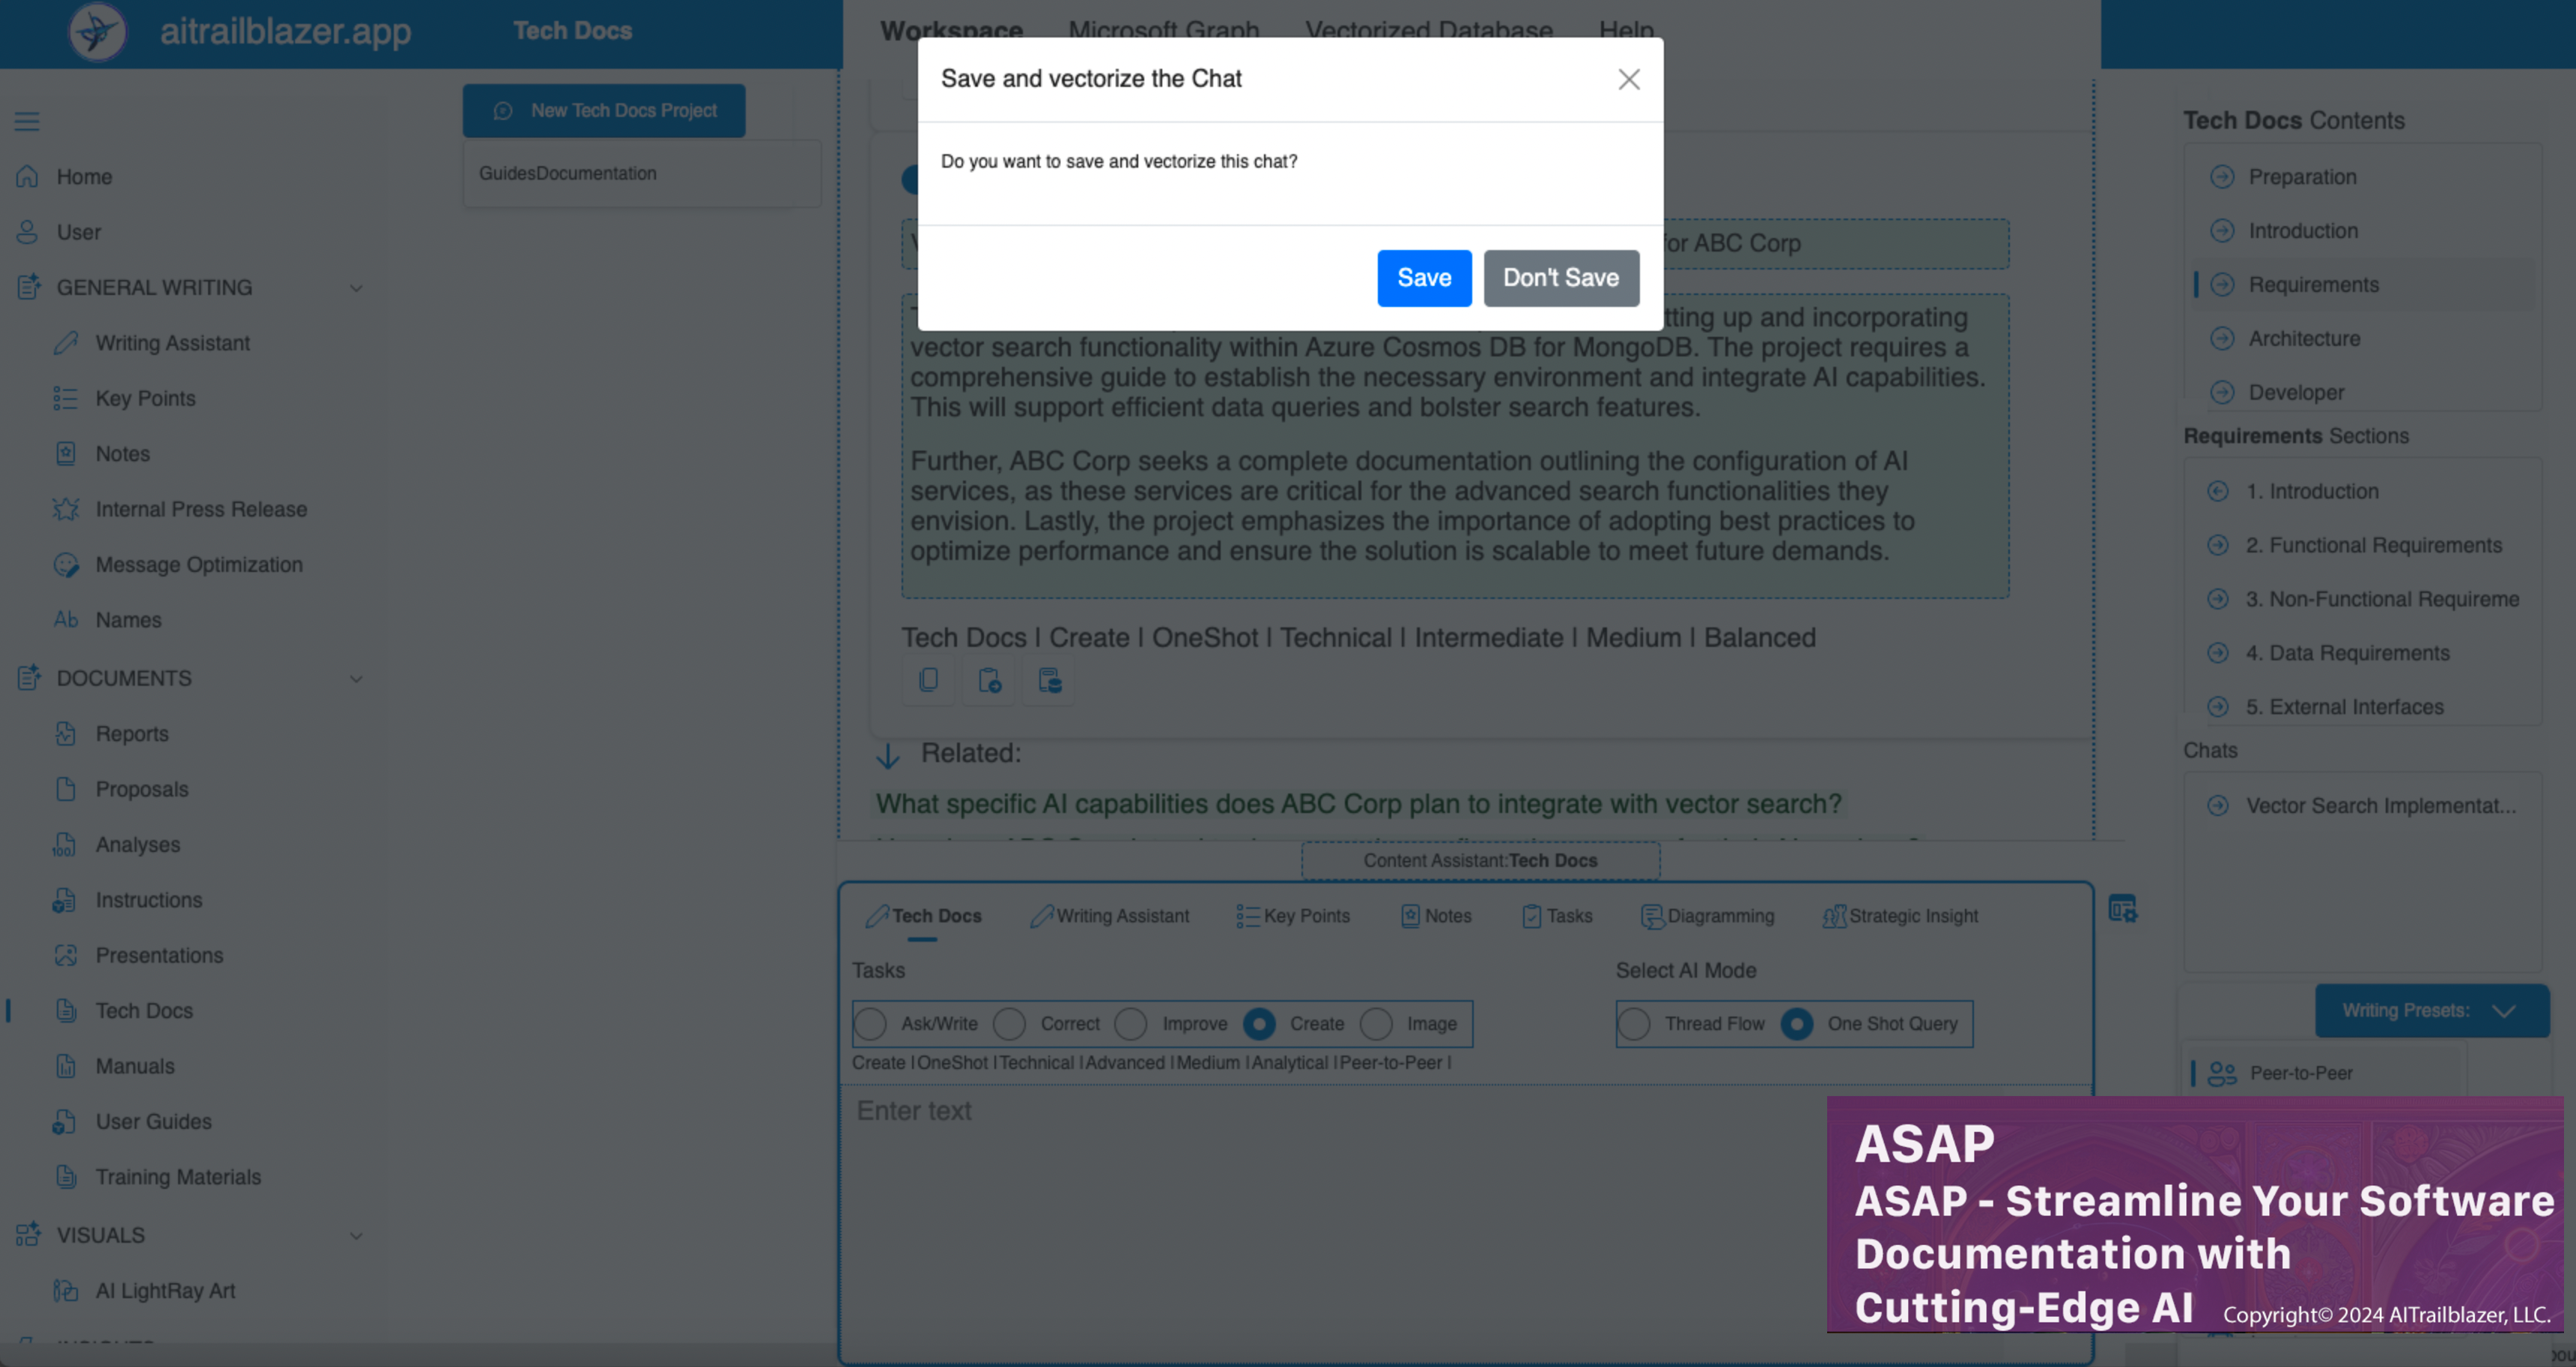 aitrailblazer.app
Tech Docs
Workspace
Microsoft Graph
Vectorized Database
Help
Save and vectorize the Chat
Do you want to save and vectorize this chat?
Save
Don't Save
Home
User
GENERAL WRITING
Writing Assistant
Key Points
Notes
Internal Press Release
Message Optimization
Ab Names
DOCUMENTS
Reports
Proposals
Analyses
Instructions
Presentations
Tech Docs
Manuals
User Guides
Training Materials
VISUALS
AI LightRay Art
New Tech Docs Project
GuidesDocumentation
for ABC Corp
tting up and incorporating
vector search functionality within Azure Cosmos DB for MongoDB. The project requires a
comprehensive guide to establish the necessary environment and integrate AI capabilities.
This will support efficient data queries and bolster search features.
Further, ABC Corp seeks a complete documentation outlining the configuration of AI
services, as these services are critical for the advanced search functionalities they
envision. Lastly, the project emphasizes the importance of adopting best practices to
optimize performance and ensure the solution is scalable to meet future demands.
Tech Docs | Create | OneShot | Technical | Intermediate | Medium | Balanced
Related:
What specific AI capabilities does ABC Corp plan to integrate with vector search?
Content Assistant:Tech Docs
Tech Docs
Writing Assistant
Key Points
Notes
Tasks
Diagramming
Strategic Insight
Tasks
Select AI Mode
Ask/Write
Correct
Improve
Create
Image
Thread Flow
One Shot Query
Create |OneShot |Technical |Advanced |Medium |Analytical |Peer-to-Peer |
Enter text
Tech Docs Contents
Preparation
Introduction
Requirements
Architecture
Developer
Requirements Sections
1. Introduction
2. Functional Requirements
3. Non-Functional Requireme
4. Data Requirements
5. External Interfaces
Chats
Vector Search Implementat...
Writing Presets:
Peer-to-Peer
ASAP
ASAP - Streamline Your Software
Documentation with
Cutting-Edge AI
Copyright© 2024 AITrailblazer, LLC.